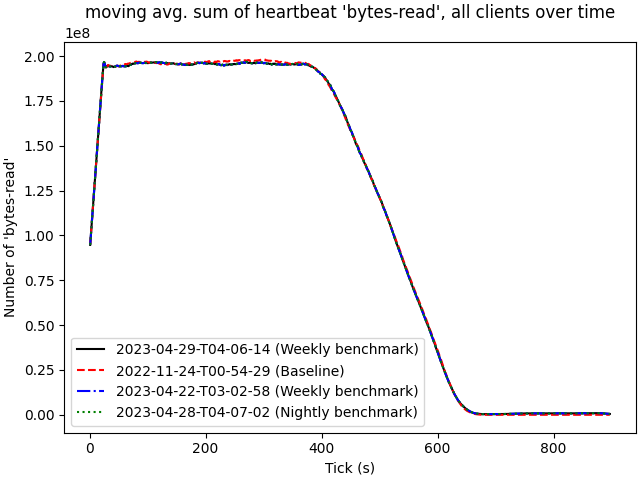 moving avg. sum of heartbeat 'bytes-read', all clients over time
1e8
2.00
1.75
1.50
1.25
1.00
0.75
0.50
0.25
0.00
Number of 'bytes-read'
2023-04-29-T04-06-14 (Weekly benchmark)
2022-11-24-T00-54-29 (Baseline)
2023-04-22-T03-02-58 (Weekly benchmark)
2023-04-28-T04-07-02 (Nightly benchmark)
0 200 400 600 800
Tick (s)